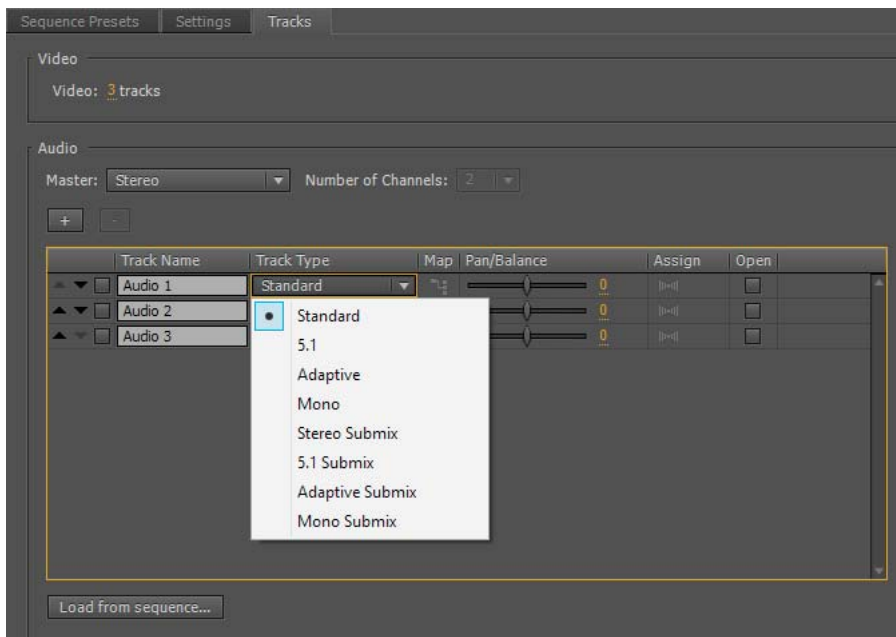 Sequence Presets Settings Tracks
Video
Video: 3 tracks
Audio
Master: Stereo Number of Channels: 2
+ -
Track Name Track Type Map Pan/Balance Assign Open
Audio 1 Standard 0
Audio 2 0
Audio 3 0
Standard
5.1
Adaptive
Mono
Stereo Submix
5.1 Submix
Adaptive Submix
Mono Submix
Load from sequence...